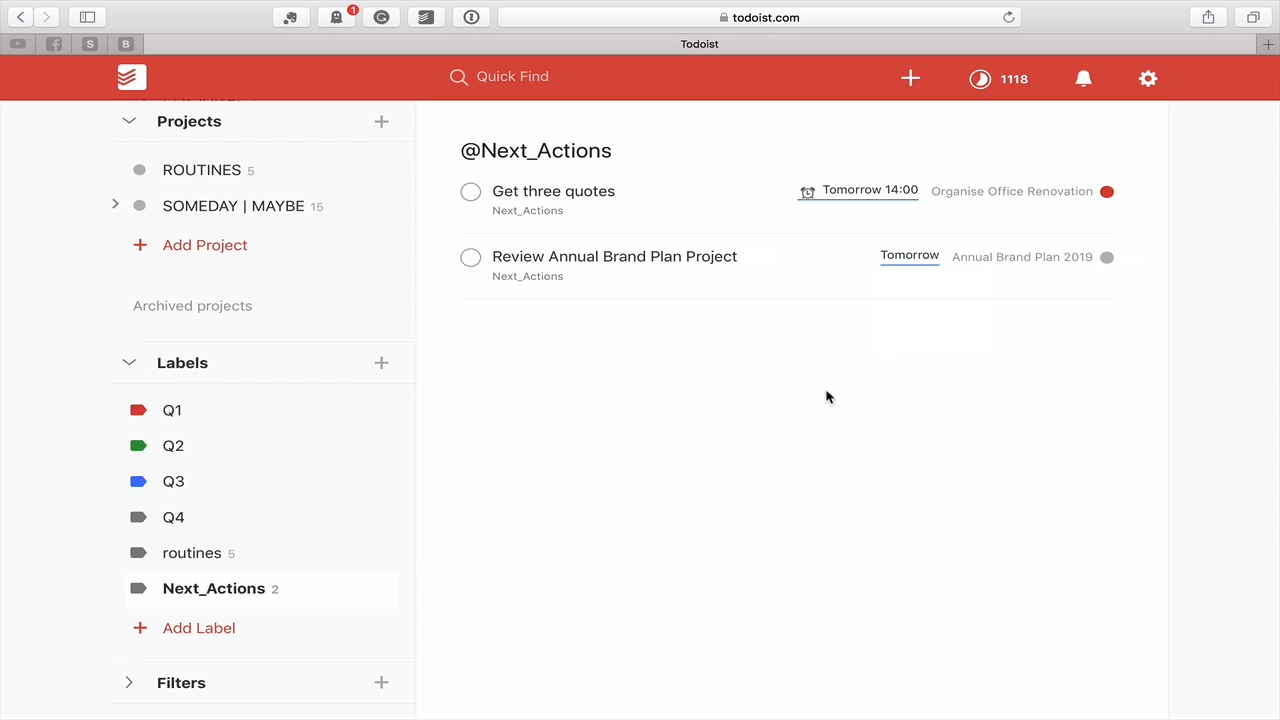 1
todoist.com
S
B
Todoist
Quick Find
1118
Projects
ROUTINES 5
SOMEDAY | MAYBE 15
Add Project
Archived projects
Labels
Q1
Q2
Q3
Q4
routines 5
Next_Actions 2
Add Label
Filters
@Next_Actions
Get three quotes
Tomorrow 14:00
Organise Office Renovation
Next_Actions
Review Annual Brand Plan Project
Tomorrow
Annual Brand Plan 2019
Next_Actions